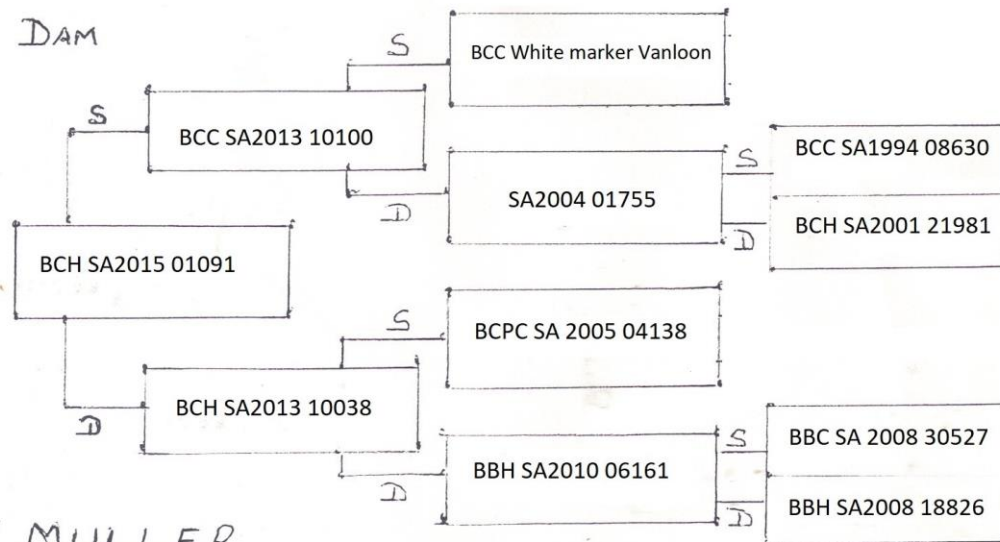 DAM
S
BCC White marker Vanloon
S
BCC SA2013 10100
D
SA2004 01755
S
BCC SA1994 08630
D
BCH SA2001 21981
BCH SA2015 01091
S
BCPC SA 2005 04138
D
BCH SA2013 10038
D
BBH SA2010 06161
S
BBC SA 2008 30527
D
BBH SA2008 18826
MULLER